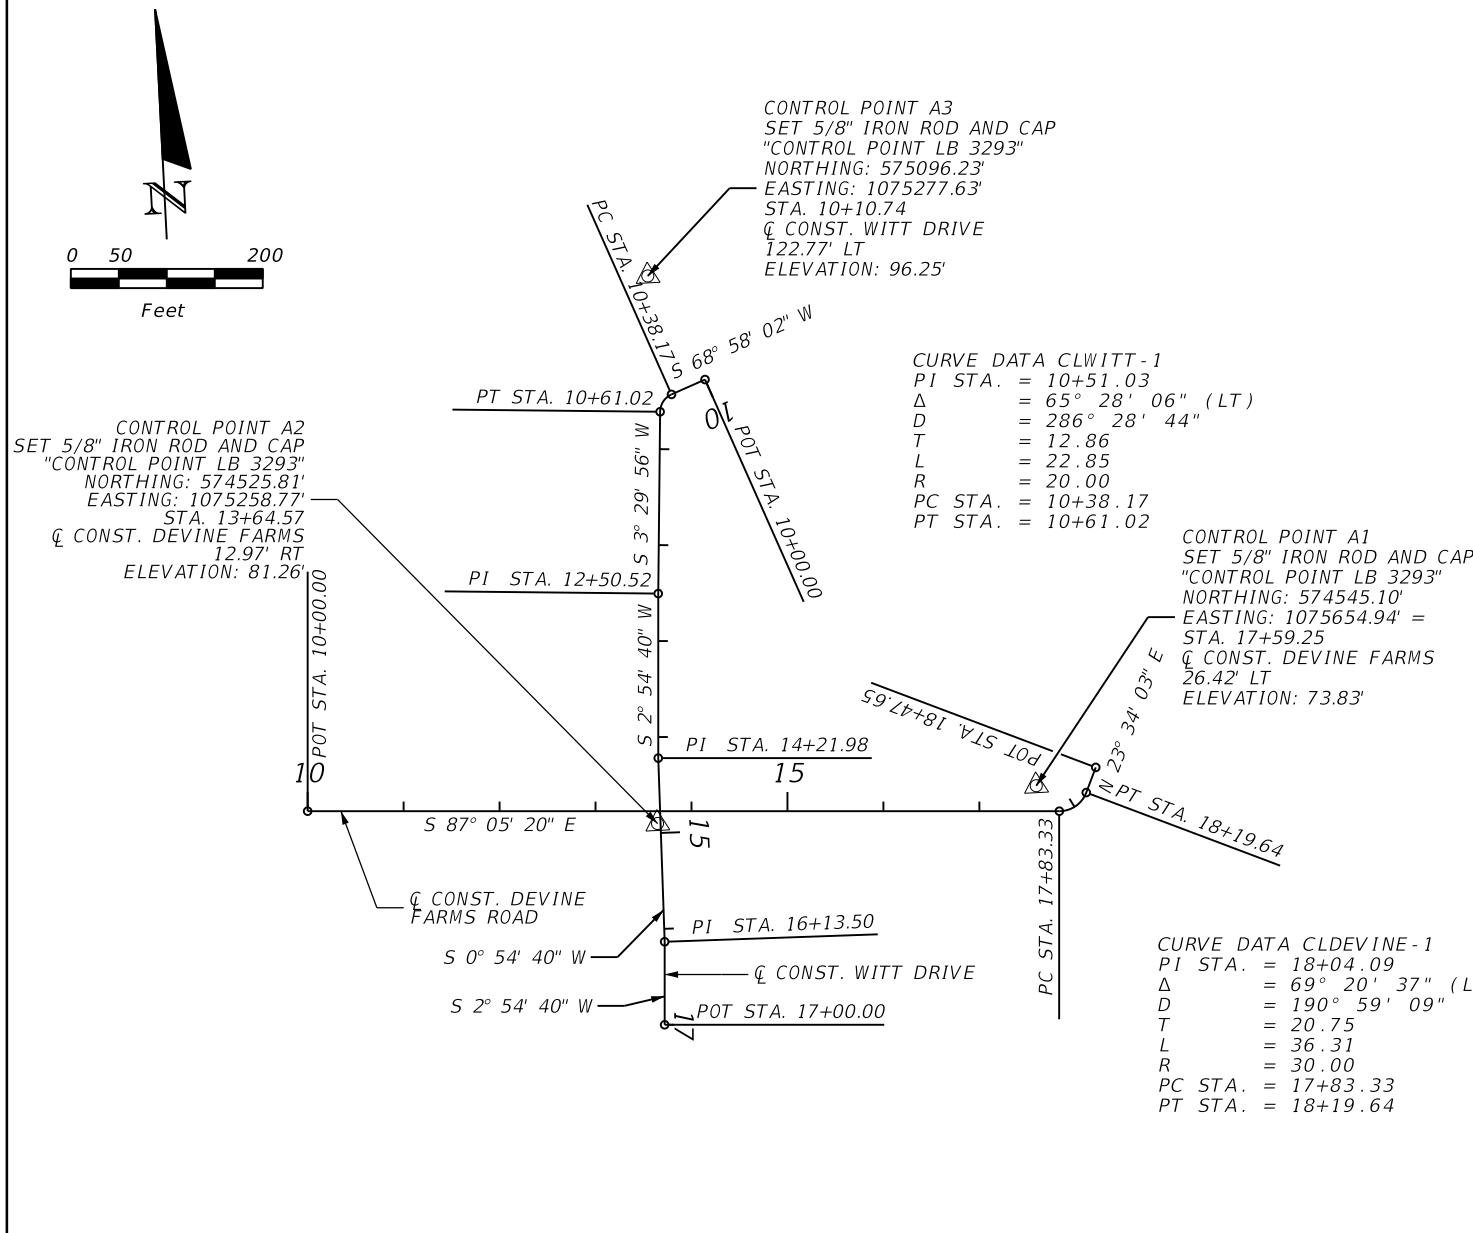 N
0 50 200
Feet
CONTROL POINT A3
SET 5/8" IRON ROD AND CAP
"CONTROL POINT LB 3293"
NORTHING: 575096.23'
EASTING: 1075277.63'
STA. 10+10.74
℄ CONST. WITT DRIVE
122.77' LT
ELEVATION: 96.25'
PC STA. 10+38.17
S 68° 58' 02" W
PT STA. 10+61.02
10
POT STA. 10+00.00
CURVE DATA CLWITT-1
PI STA. = 10+51.03
Δ = 65° 28' 06" (LT)
D = 286° 28' 44"
T = 12.86
L = 22.85
R = 20.00
PC STA. = 10+38.17
PT STA. = 10+61.02
CONTROL POINT A2
SET 5/8" IRON ROD AND CAP
"CONTROL POINT LB 3293"
NORTHING: 574525.81'
EASTING: 1075258.77'
STA. 13+64.57
℄ CONST. DEVINE FARMS
12.97' RT
ELEVATION: 81.26'
S 3° 29' 56" W
PI STA. 12+50.52
S 2° 54' 40" W
CONTROL POINT A1
SET 5/8" IRON ROD AND CAP
"CONTROL POINT LB 3293"
NORTHING: 574545.10'
EASTING: 1075654.94' =
STA. 17+59.25
℄ CONST. DEVINE FARMS
26.42' LT
ELEVATION: 73.83'
POT STA. 10+00.00
10
PI STA. 14+21.98
15
POT STA. 18+47.65
N 23° 34' 03" E
PT STA. 18+19.64
S 87° 05' 20" E
15
PC STA. 17+83.33
℄ CONST. DEVINE
FARMS ROAD
PI STA. 16+13.50
S 0° 54' 40" W
℄ CONST. WITT DRIVE
S 2° 54' 40" W
POT STA. 17+00.00
17
CURVE DATA CLDEVINE-1
PI STA. = 18+04.09
Δ = 69° 20' 37" (L
D = 190° 59' 09"
T = 20.75
L = 36.31
R = 30.00
PC STA. = 17+83.33
PT STA. = 18+19.64